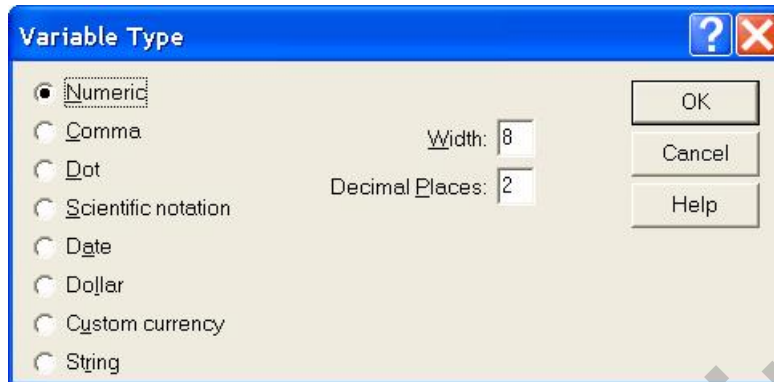 Variable Type
Numeric
Comma
Dot
Scientific notation
Date
Dollar
Custom currency
String
Width: 8
Decimal Places: 2
OK
Cancel
Help